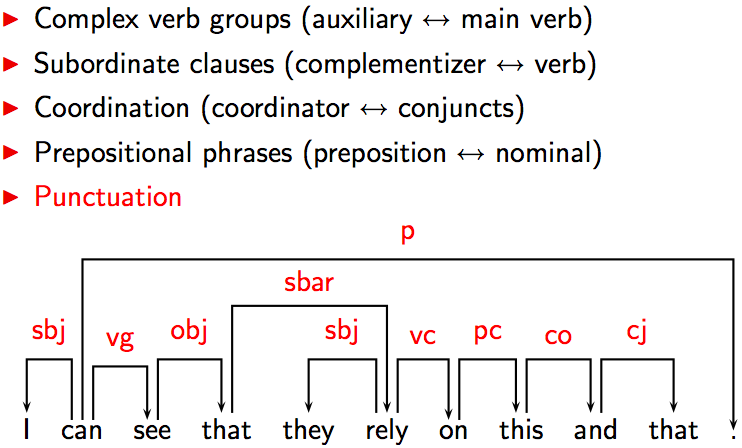 ▶ Complex verb groups (auxiliary ↔ main verb)
▶ Subordinate clauses (complementizer ↔ verb)
▶ Coordination (coordinator ↔ conjuncts)
▶ Prepositional phrases (preposition ↔ nominal)
▶ Punctuation
p
sbar
sbj vg obj sbj vc pc co cj
I can see that they rely on this and that .